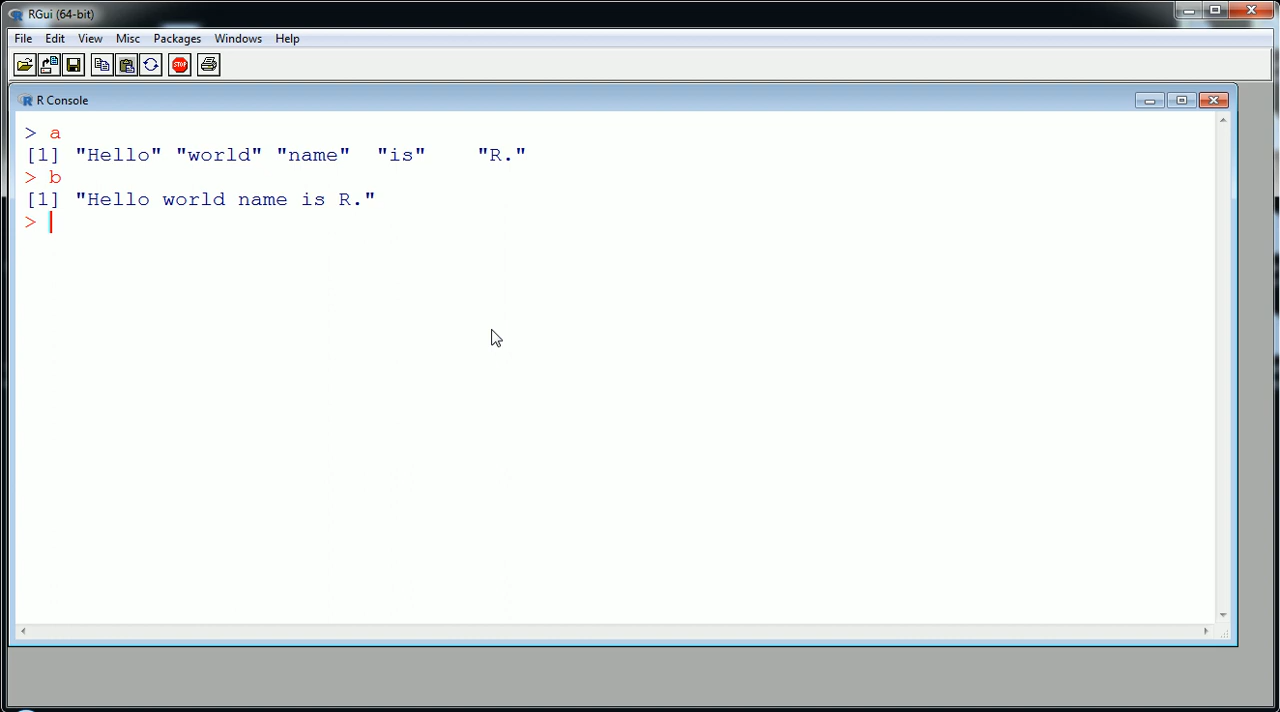 RGui (64-bit)
File Edit View Misc Packages Windows Help
STOP
R Console
> a
[1] "Hello" "world" "name"  "is"    "R."
> b
[1] "Hello world name is R."
>